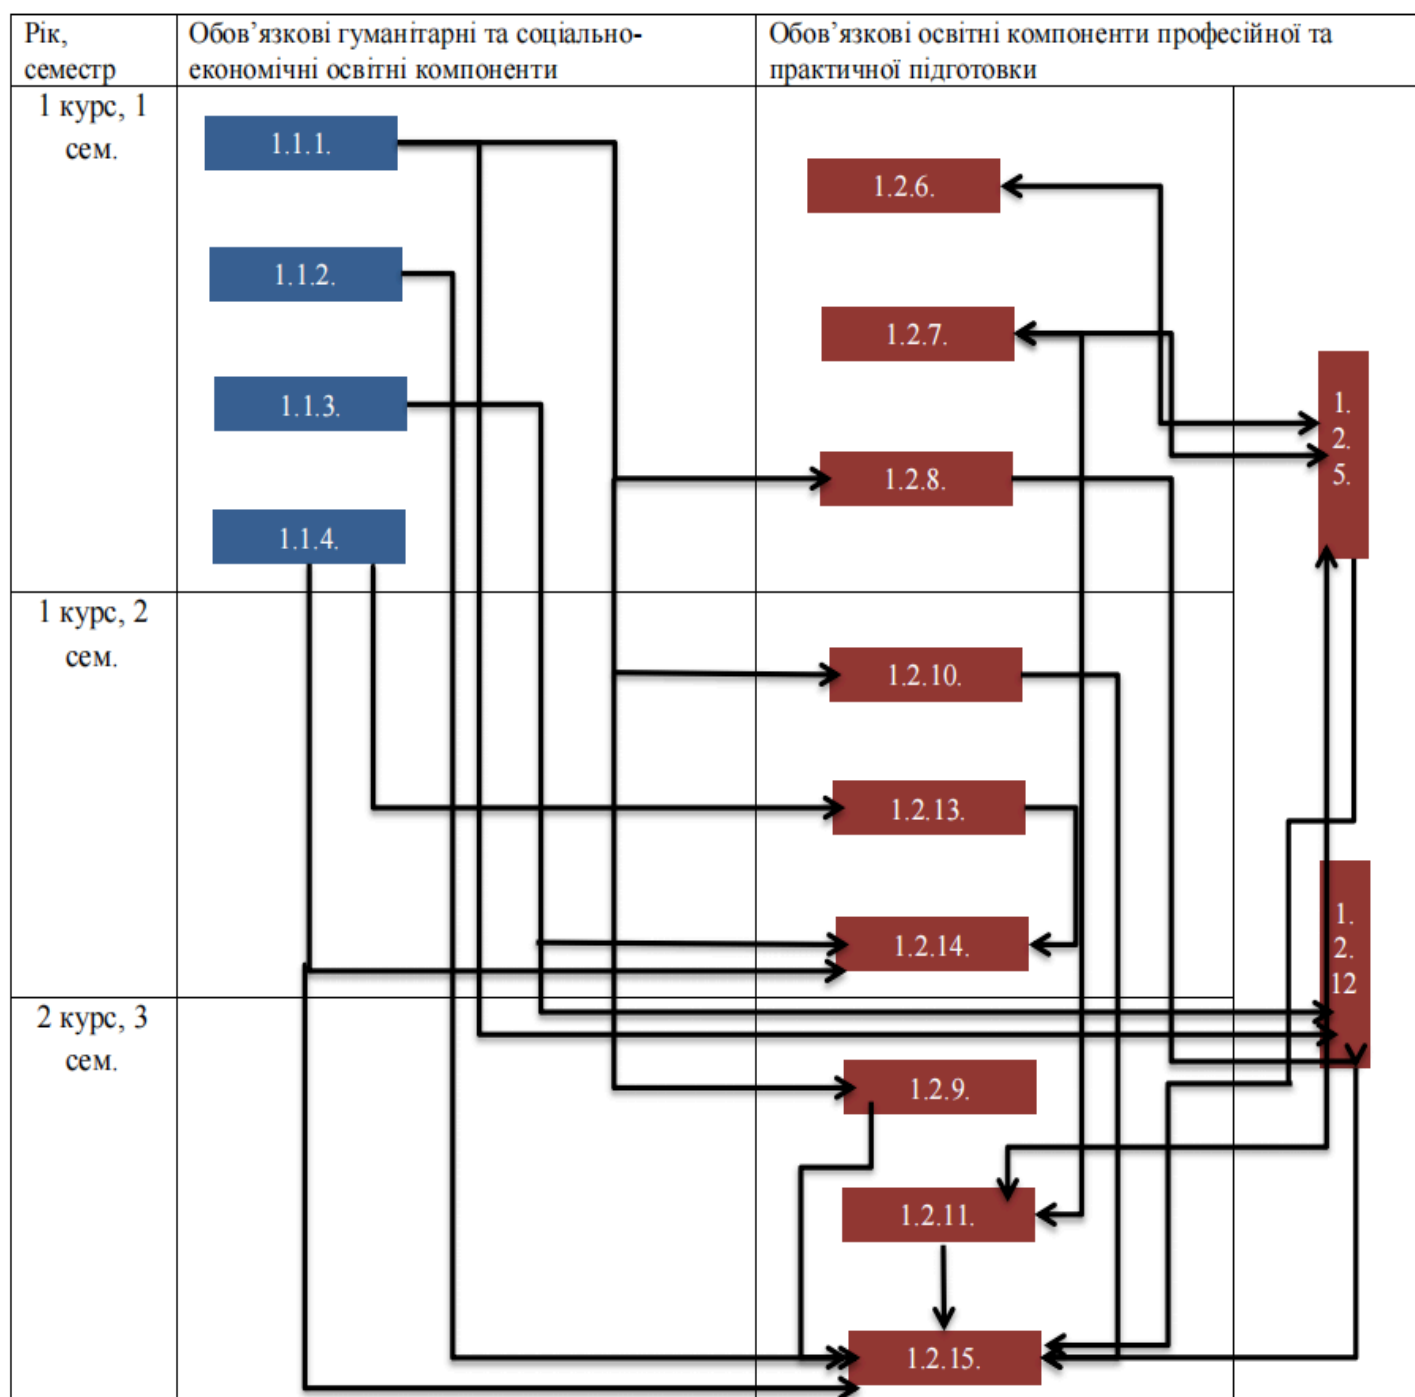 Рік,
семестр
Обов’язкові гуманітарні та соціально-
економічні освітні компоненти
Обов’язкові освітні компоненти професійної та
практичної підготовки
1 курс, 1
сем.
1.1.1.
1.1.2.
1.1.3.
1.1.4.
1.2.6.
1.2.7.
1.2.8.
1.
2.
5.
1 курс, 2
сем.
1.2.10.
1.2.13.
1.2.14.
1.
2.
12
2 курс, 3
сем.
1.2.9.
1.2.11.
1.2.15.